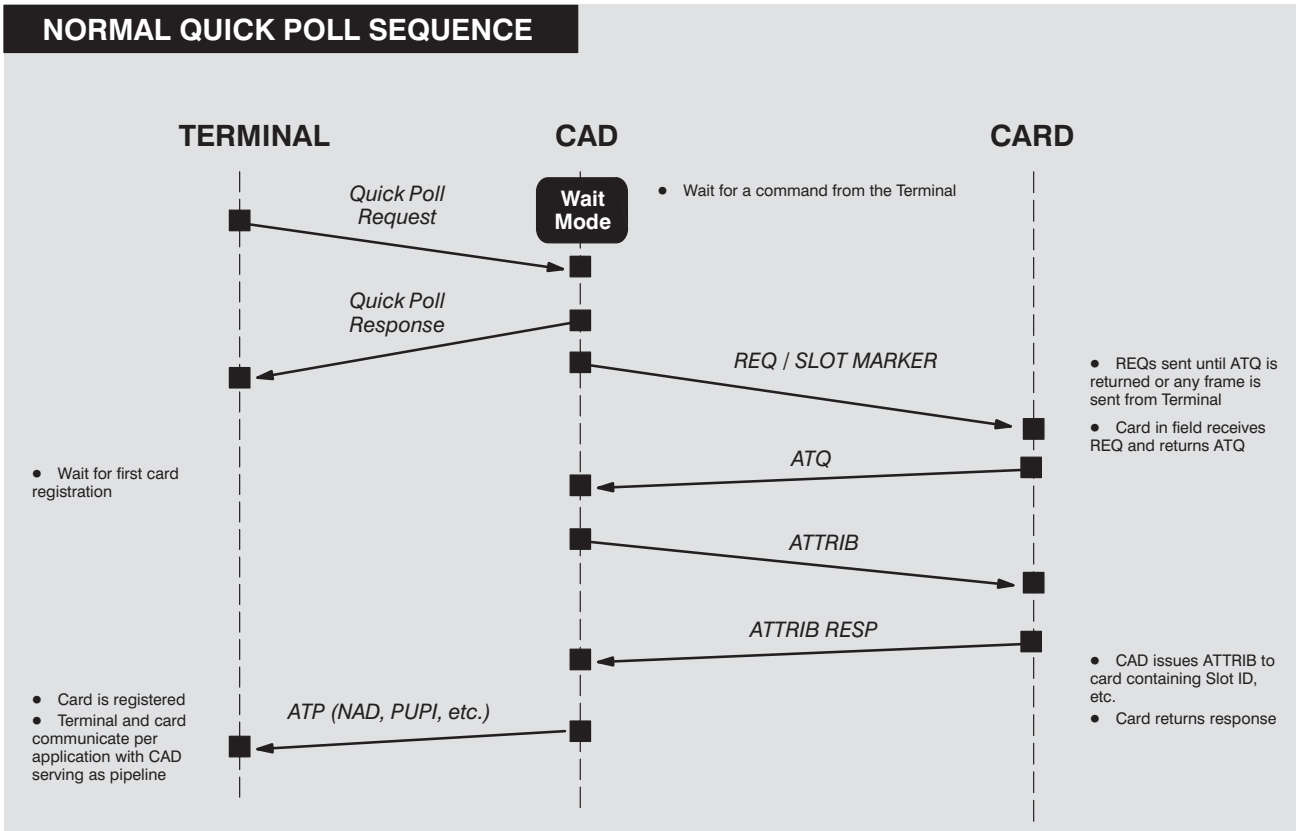 NORMAL QUICK POLL SEQUENCE
TERMINAL
CAD
CARD
Quick Poll
Request
Wait
Mode
● Wait for a command from the Terminal
Quick Poll
Response
REQ / SLOT MARKER
● REQs sent until ATQ is
returned or any frame is
sent from Terminal
● Card in field receives
REQ and returns ATQ
● Wait for first card
registration
ATQ
ATTRIB
ATTRIB RESP
● CAD issues ATTRIB to
card containing Slot ID,
etc.
● Card returns response
● Card is registered
● Terminal and card
communicate per
application with CAD
serving as pipeline
ATP (NAD, PUPI, etc.)